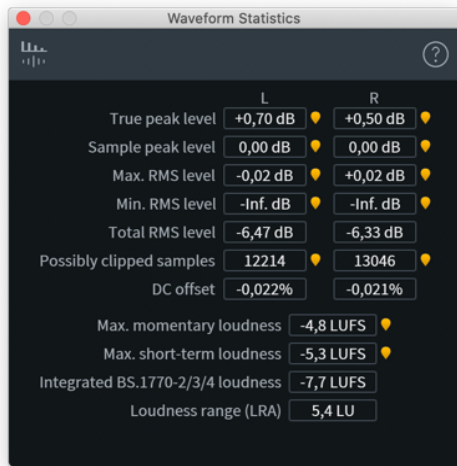 Waveform Statistics
?
L R
True peak level +0,70 dB +0,50 dB
Sample peak level 0,00 dB 0,00 dB
Max. RMS level -0,02 dB +0,02 dB
Min. RMS level -Inf. dB -Inf. dB
Total RMS level -6,47 dB -6,33 dB
Possibly clipped samples 12214 13046
DC offset -0,022% -0,021%
Max. momentary loudness -4,8 LUFS
Max. short-term loudness -5,3 LUFS
Integrated BS.1770-2/3/4 loudness -7,7 LUFS
Loudness range (LRA) 5,4 LU